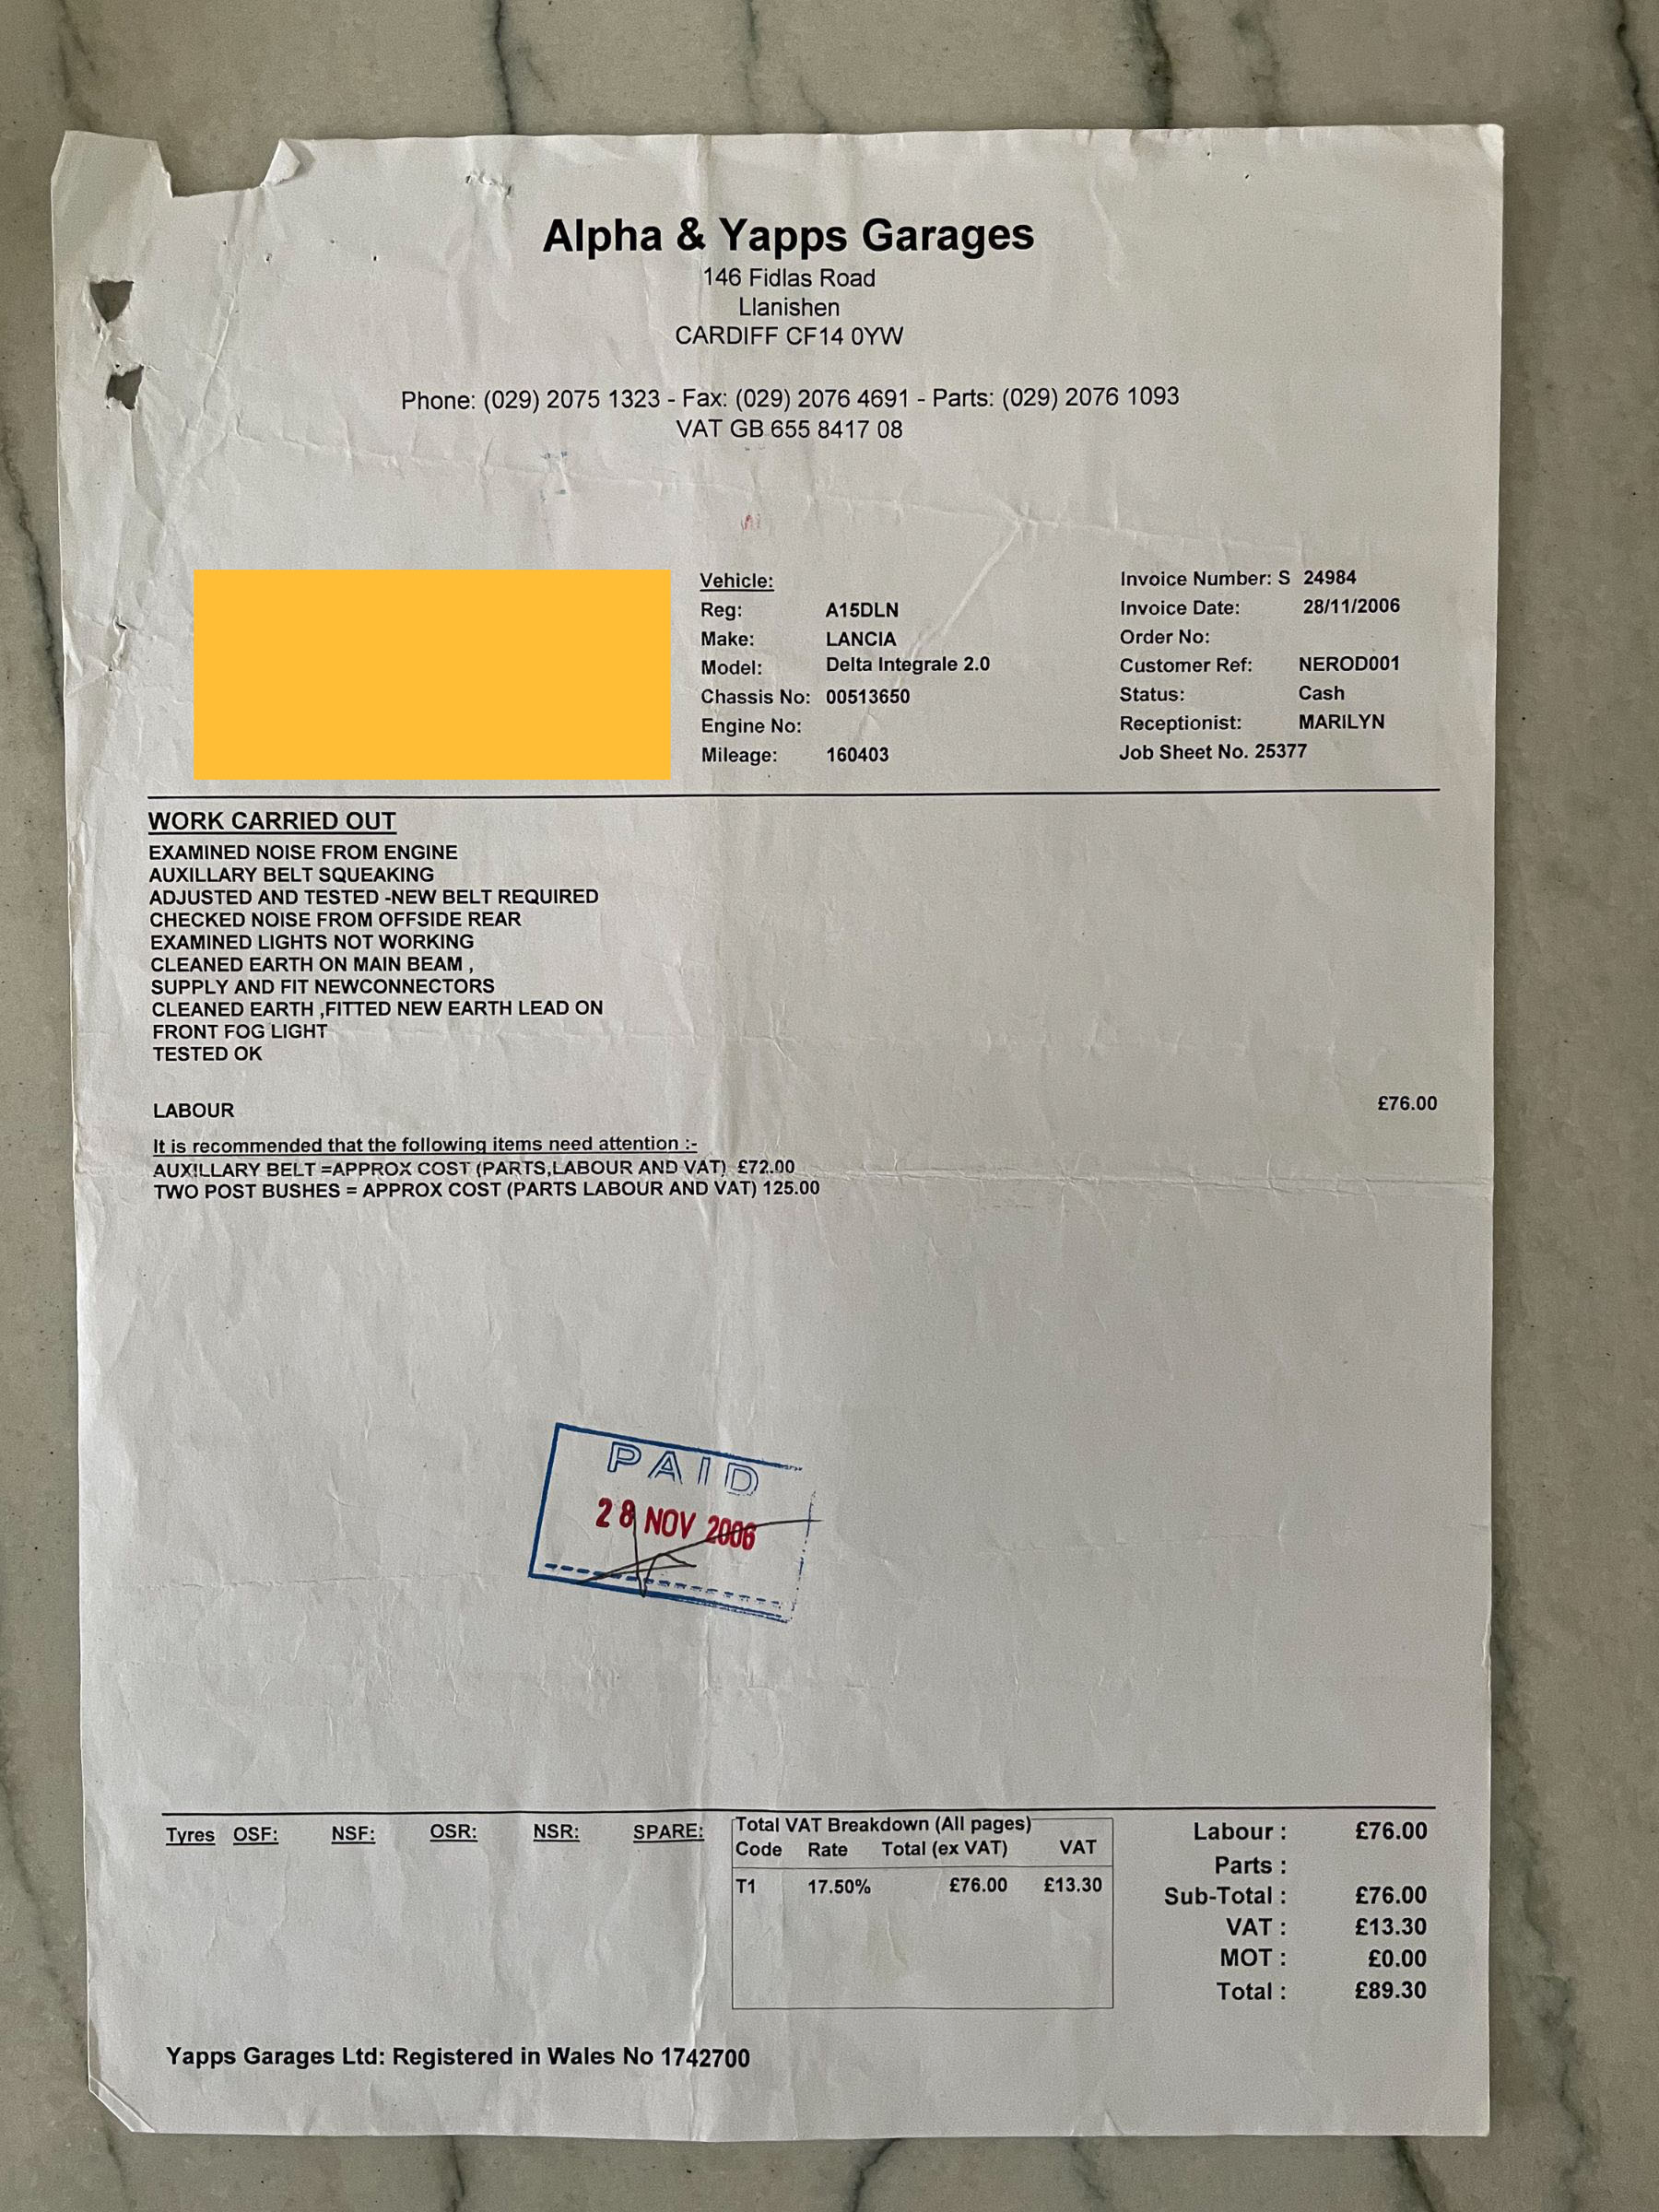 Alpha & Yapps Garages
146 Fidlas Road
Llanishen
CARDIFF CF14 0YW
Phone: (029) 2075 1323 - Fax: (029) 2076 4691 - Parts: (029) 2076 1093
VAT GB 655 8417 08
Vehicle:
Reg: A15DLN
Make: LANCIA
Model: Delta Integrale 2.0
Chassis No: 00513650
Engine No:
Mileage: 160403
Invoice Number: S 24984
Invoice Date: 28/11/2006
Order No:
Customer Ref: NEROD001
Status: Cash
Receptionist: MARILYN
Job Sheet No. 25377
WORK CARRIED OUT
EXAMINED NOISE FROM ENGINE
AUXILLARY BELT SQUEAKING
ADJUSTED AND TESTED -NEW BELT REQUIRED
CHECKED NOISE FROM OFFSIDE REAR
EXAMINED LIGHTS NOT WORKING
CLEANED EARTH ON MAIN BEAM ,
SUPPLY AND FIT NEWCONNECTORS
CLEANED EARTH ,FITTED NEW EARTH LEAD ON
FRONT FOG LIGHT
TESTED OK
LABOUR £76.00
It is recommended that the following items need attention :-
AUXILLARY BELT =APPROX COST (PARTS,LABOUR AND VAT) £72.00
TWO POST BUSHES = APPROX COST (PARTS LABOUR AND VAT) 125.00
PAID
28 NOV 2006
Tyres OSF: NSF: OSR: NSR: SPARE:
Total VAT Breakdown (All pages)
Code Rate Total (ex VAT) VAT
T1 17.50% £76.00 £13.30
Labour : £76.00
Parts :
Sub-Total : £76.00
VAT : £13.30
MOT : £0.00
Total : £89.30
Yapps Garages Ltd: Registered in Wales No 1742700